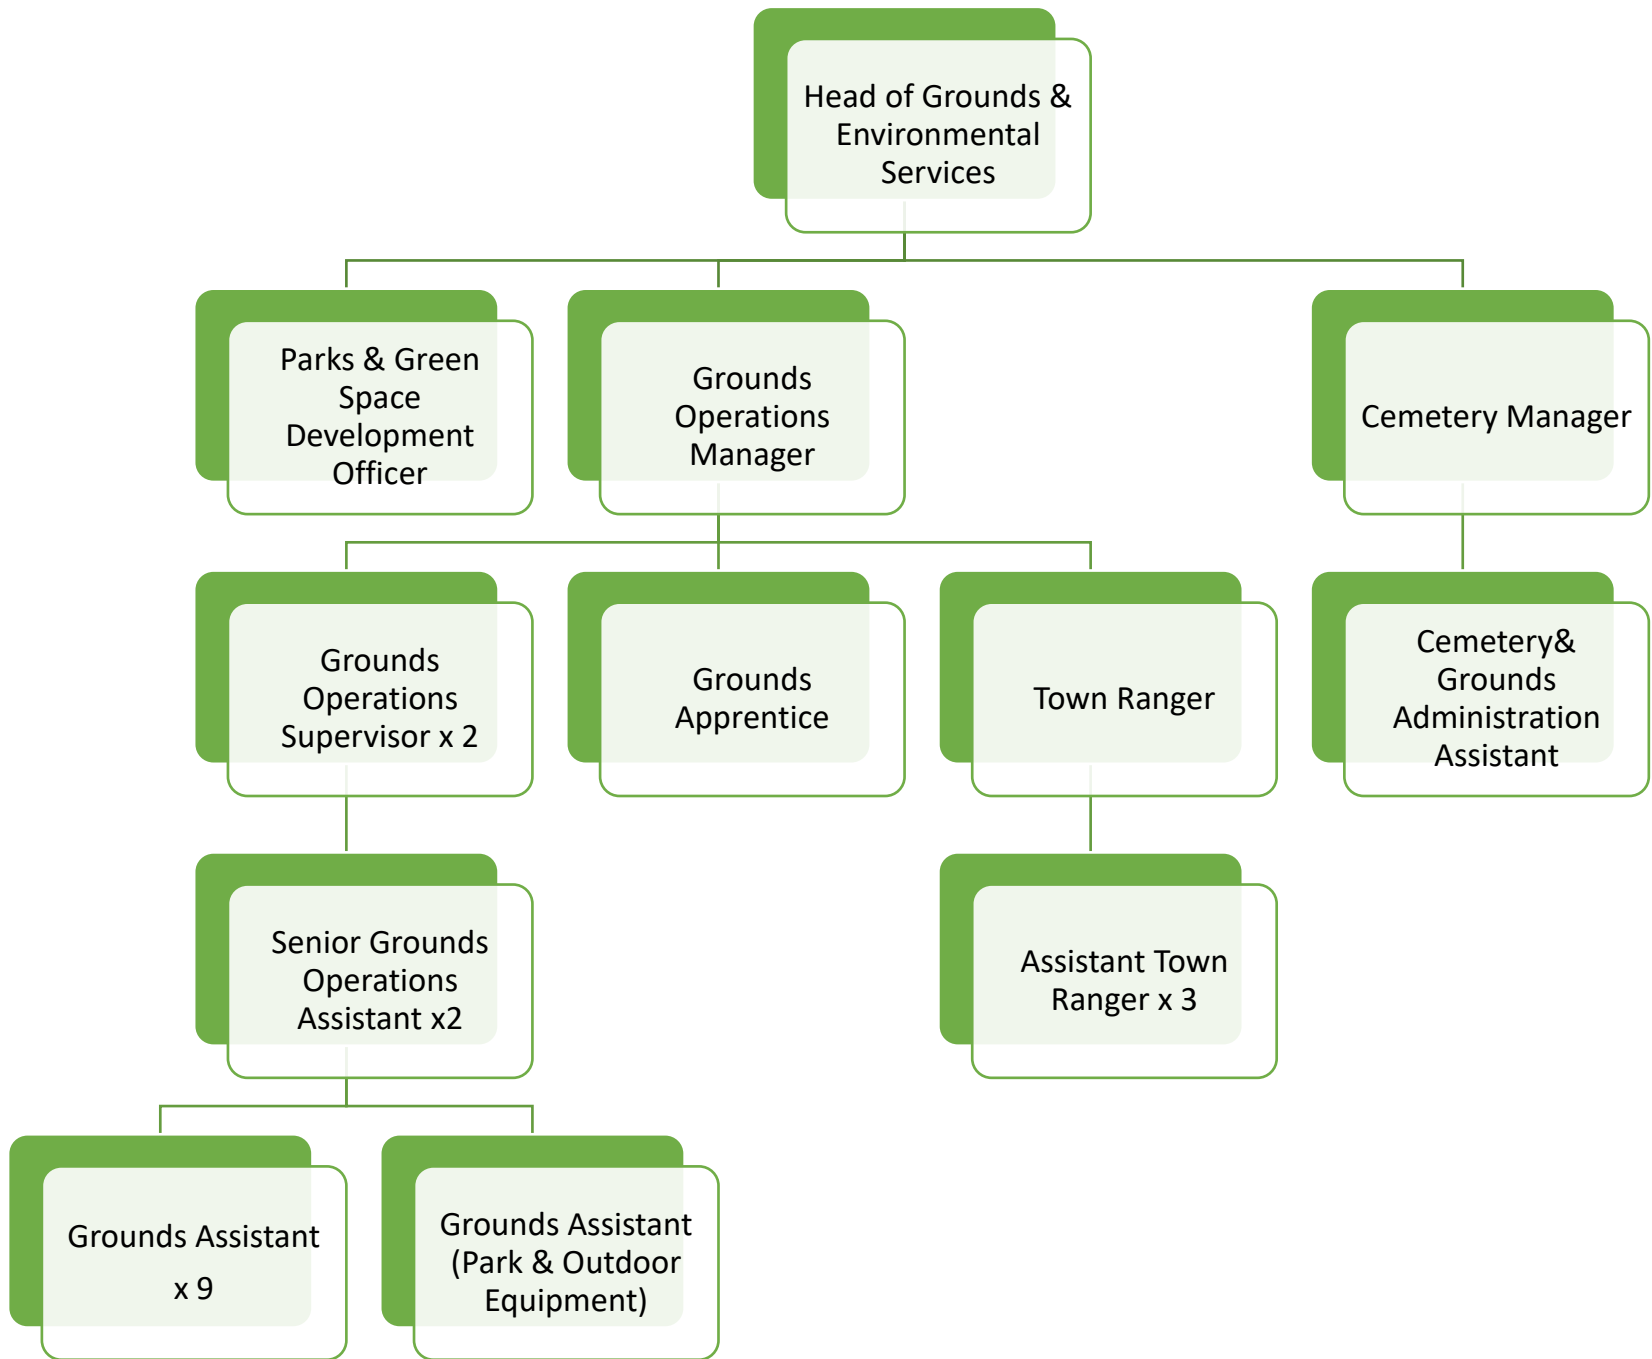 Head of Grounds &
Environmental
Services
Parks & Green
Space
Development
Officer
Grounds
Operations
Manager
Cemetery Manager
Grounds
Operations
Supervisor x 2
Grounds
Apprentice
Town Ranger
Cemetery&
Grounds
Administration
Assistant
Senior Grounds
Operations
Assistant x2
Assistant Town
Ranger x 3
Grounds Assistant
x 9
Grounds Assistant
(Park & Outdoor
Equipment)